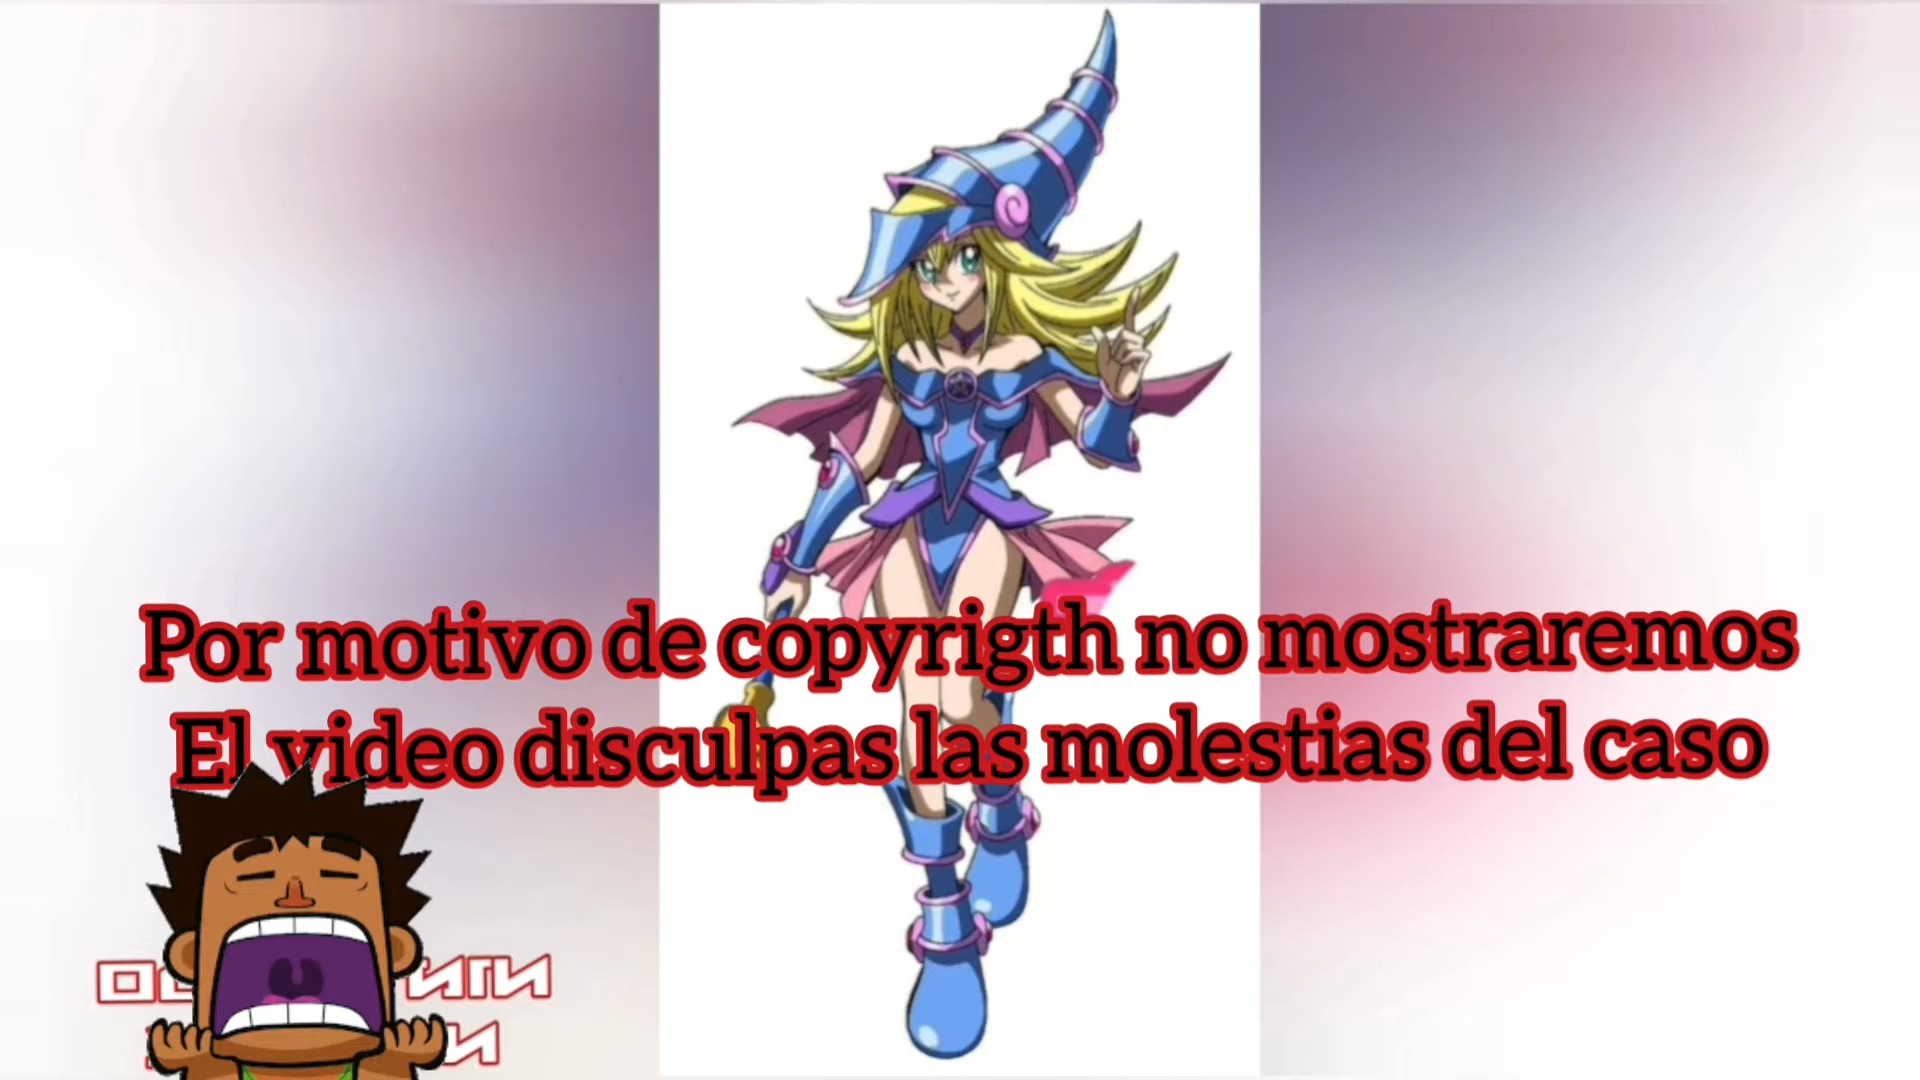 Por motivo de copyrigth no mostraremos
El video disculpas las molestias del caso